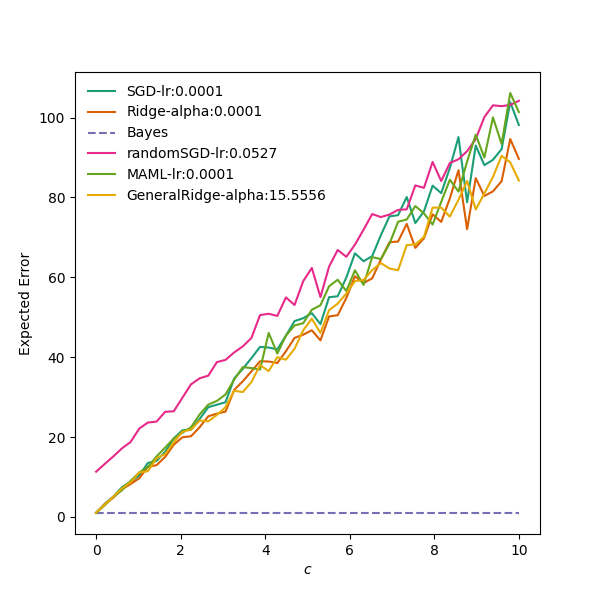 SGD-lr:0.0001
Ridge-alpha:0.0001
Bayes
randomSGD-lr:0.0527
MAML-lr:0.0001
GeneralRidge-alpha:15.5556
Expected Error
100
80
60
40
20
0
0 2 4 6 8 10
c